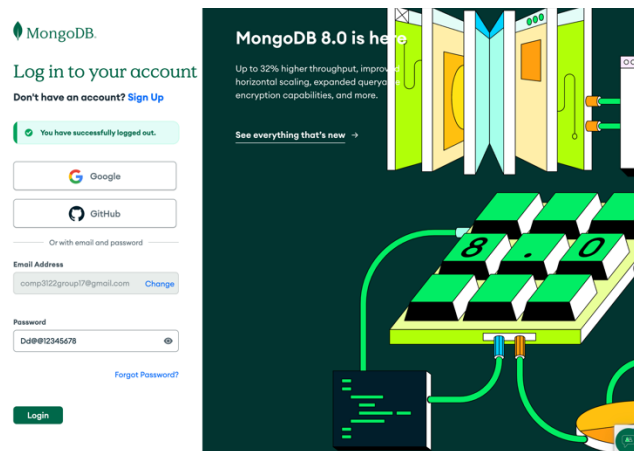 MongoDB.
Log in to your account
Don't have an account? Sign Up
You have successfully logged out.
Google
GitHub
Or with email and password
Email Address
comp3122group17@gmail.com Change
Password
Dd@@12345678
Forgot Password?
Login
MongoDB 8.0 is here
Up to 32% higher throughput, improved
horizontal scaling, expanded queryable
encryption capabilities, and more.
See everything that's new →
8.0